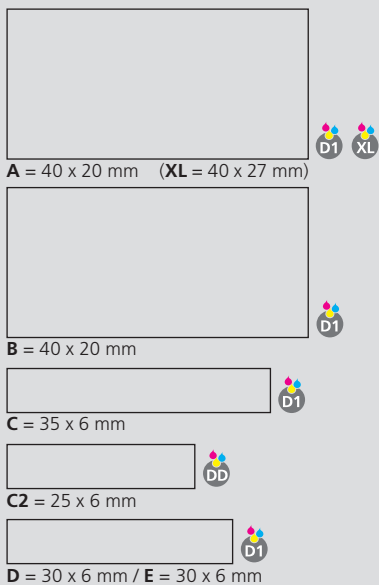 D1 XL
A = 40 x 20 mm (XL = 40 x 27 mm)
D1
B = 40 x 20 mm
D1
C = 35 x 6 mm
DD
C2 = 25 x 6 mm
D1
D = 30 x 6 mm / E = 30 x 6 mm